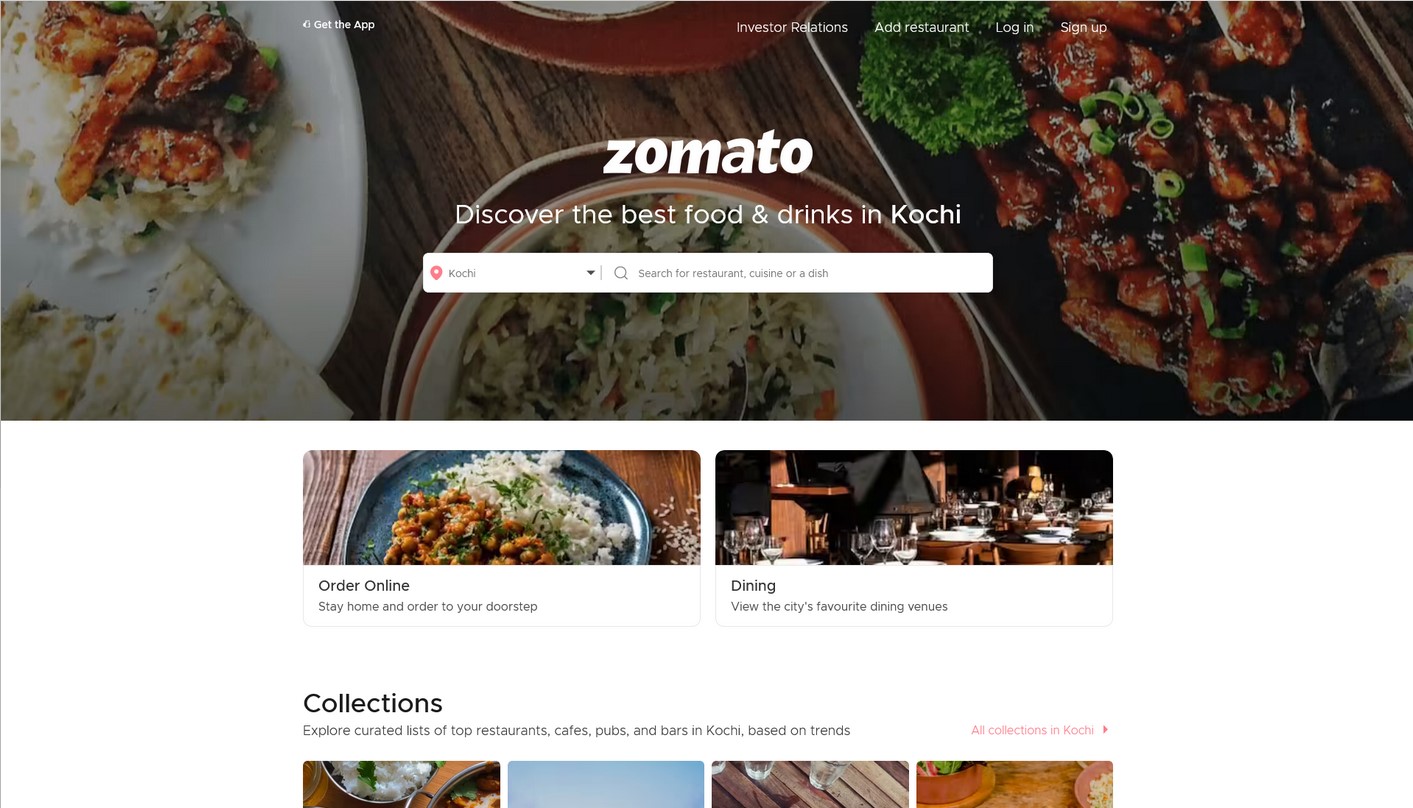 Get the App
Investor Relations
Add restaurant
Log in
Sign up
zomato
Discover the best food & drinks in Kochi
Kochi
Search for restaurant, cuisine or a dish
Order Online
Stay home and order to your doorstep
Dining
View the city's favourite dining venues
Collections
Explore curated lists of top restaurants, cafes, pubs, and bars in Kochi, based on trends
All collections in Kochi